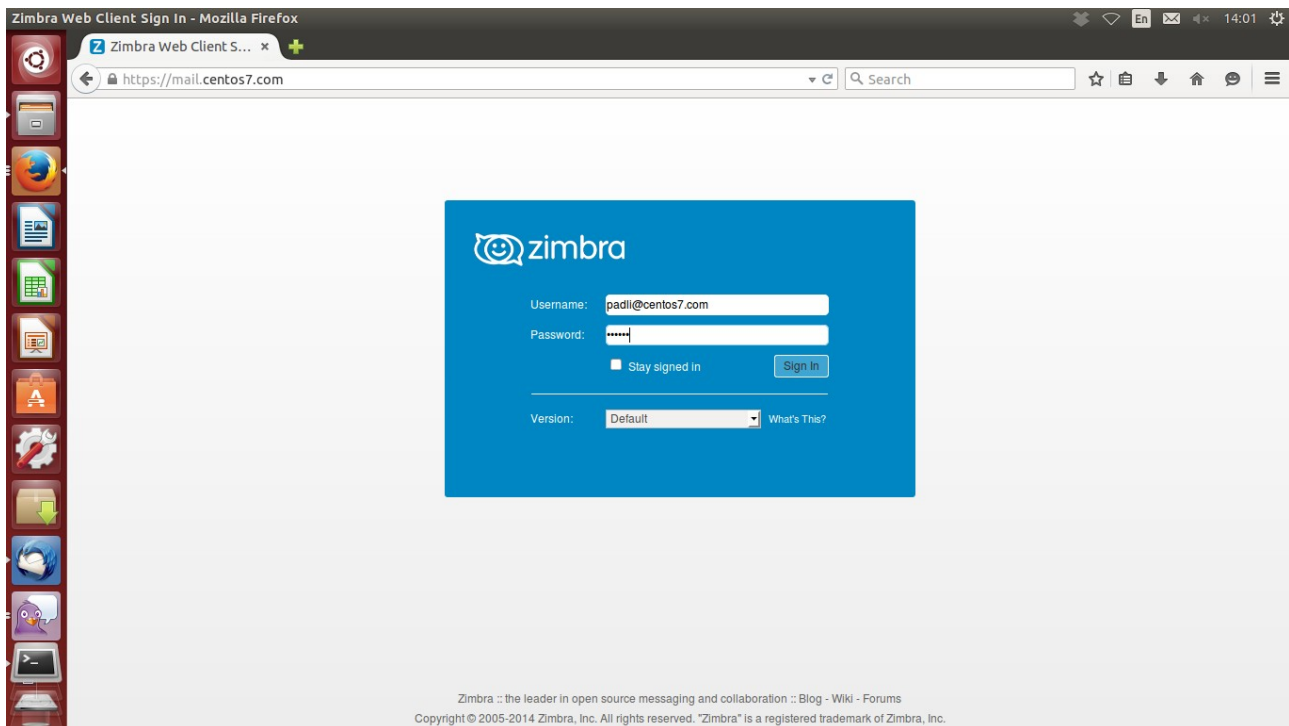 Zimbra Web Client Sign In - Mozilla Firefox
En
14:01
Zimbra Web Client S...
https://mail.centos7.com
Search
zimbra
Username: padli@centos7.com
Password: ••••••
Stay signed in
Sign In
Version: Default What's This?
Zimbra :: the leader in open source messaging and collaboration :: Blog - Wiki - Forums
Copyright © 2005-2014 Zimbra, Inc. All rights reserved. "Zimbra" is a registered trademark of Zimbra, Inc.